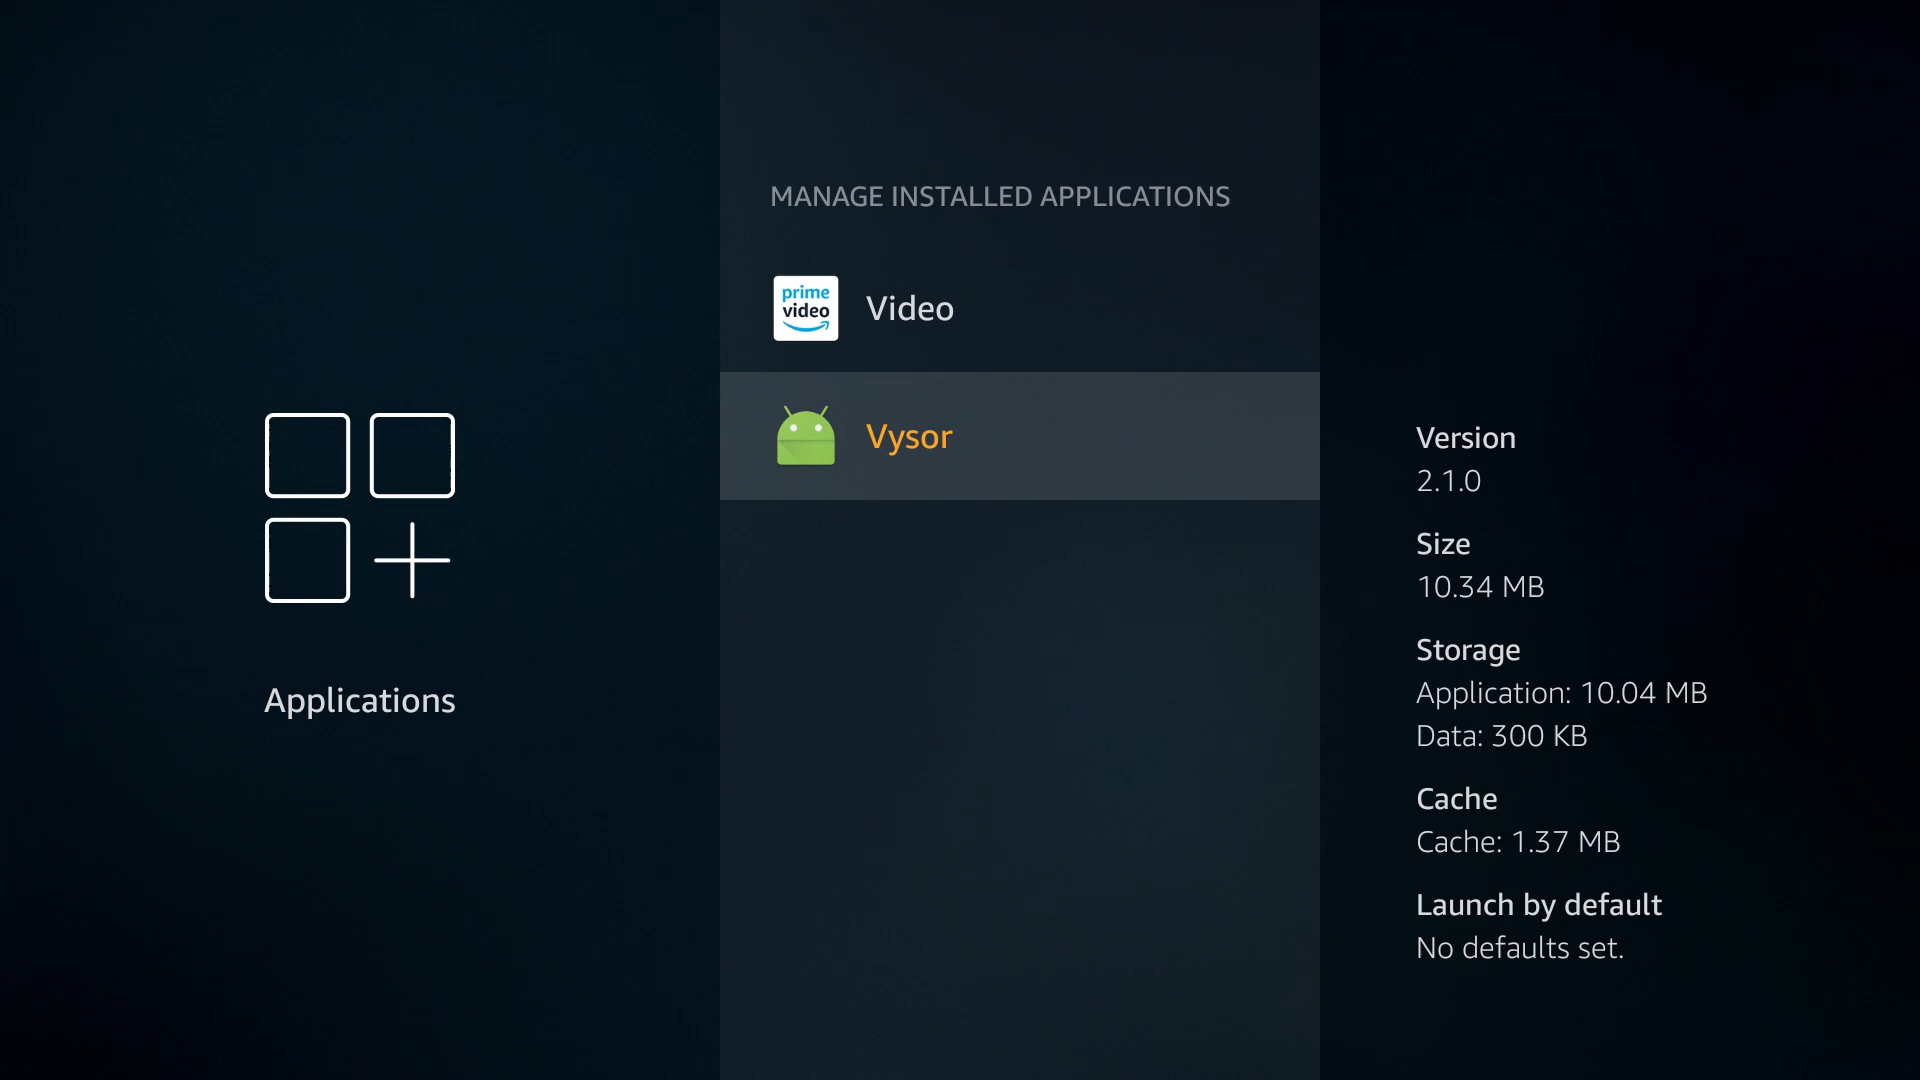 MANAGE INSTALLED APPLICATIONS
prime
video
Video
Vysor
Applications
Version
2.1.0
Size
10.34 MB
Storage
Application: 10.04 MB
Data: 300 KB
Cache
Cache: 1.37 MB
Launch by default
No defaults set.